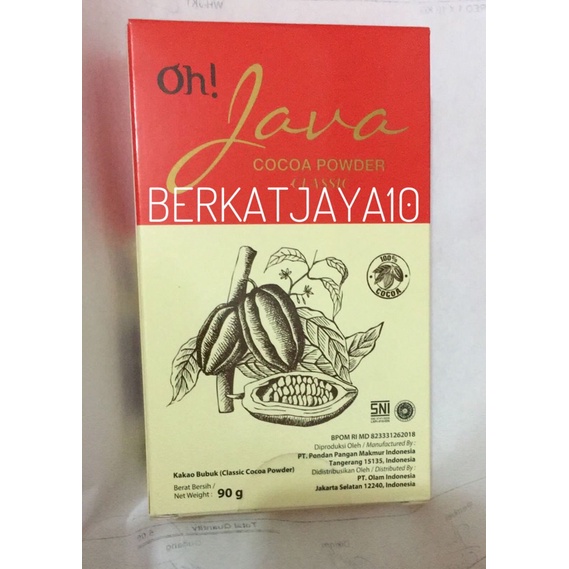 Oh!
Java
COCOA POWDER
CLASSIC
BERKATJAYA10
100%
COCOA
SNI
BPOM RI MD 823331262018
Diproduksi Oleh / Manufactured By :
PT. Pendan Pangan Makmur Indonesia
Tangerang 15135, Indonesia
Didistribusikan Oleh / Distributed By :
PT. Olam Indonesia
Jakarta Selatan 12240, Indonesia
Kakao Bubuk (Classic Cocoa Powder)
Berat Bersih /
Net Weight : 90 g